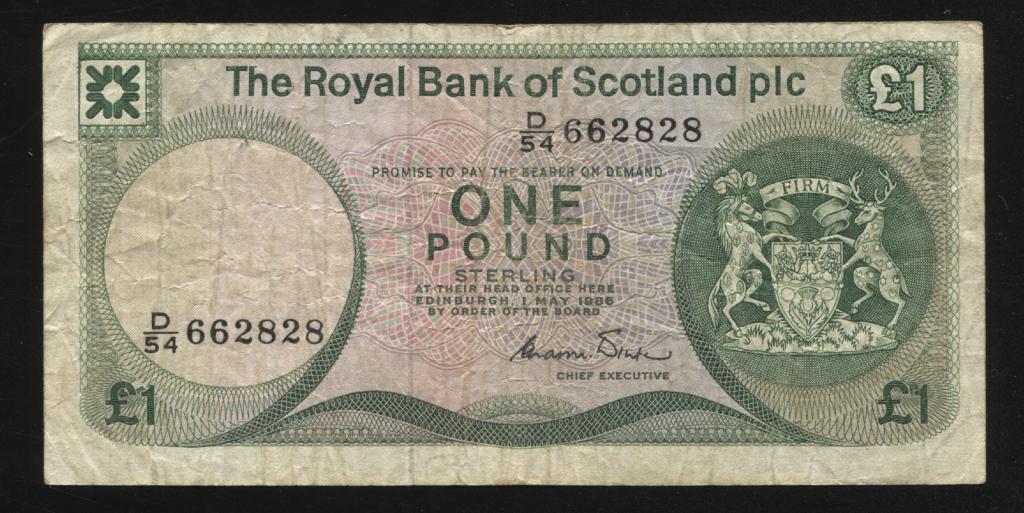 The Royal Bank of Scotland plc
£1
D/54 662828
PROMISE TO PAY THE BEARER ON DEMAND
ONE
POUND
STERLING
AT THEIR HEAD OFFICE HERE
EDINBURGH, 1 MAY 1986
BY ORDER OF THE BOARD
CHIEF EXECUTIVE
FIRM
D/54 662828
£1
£1